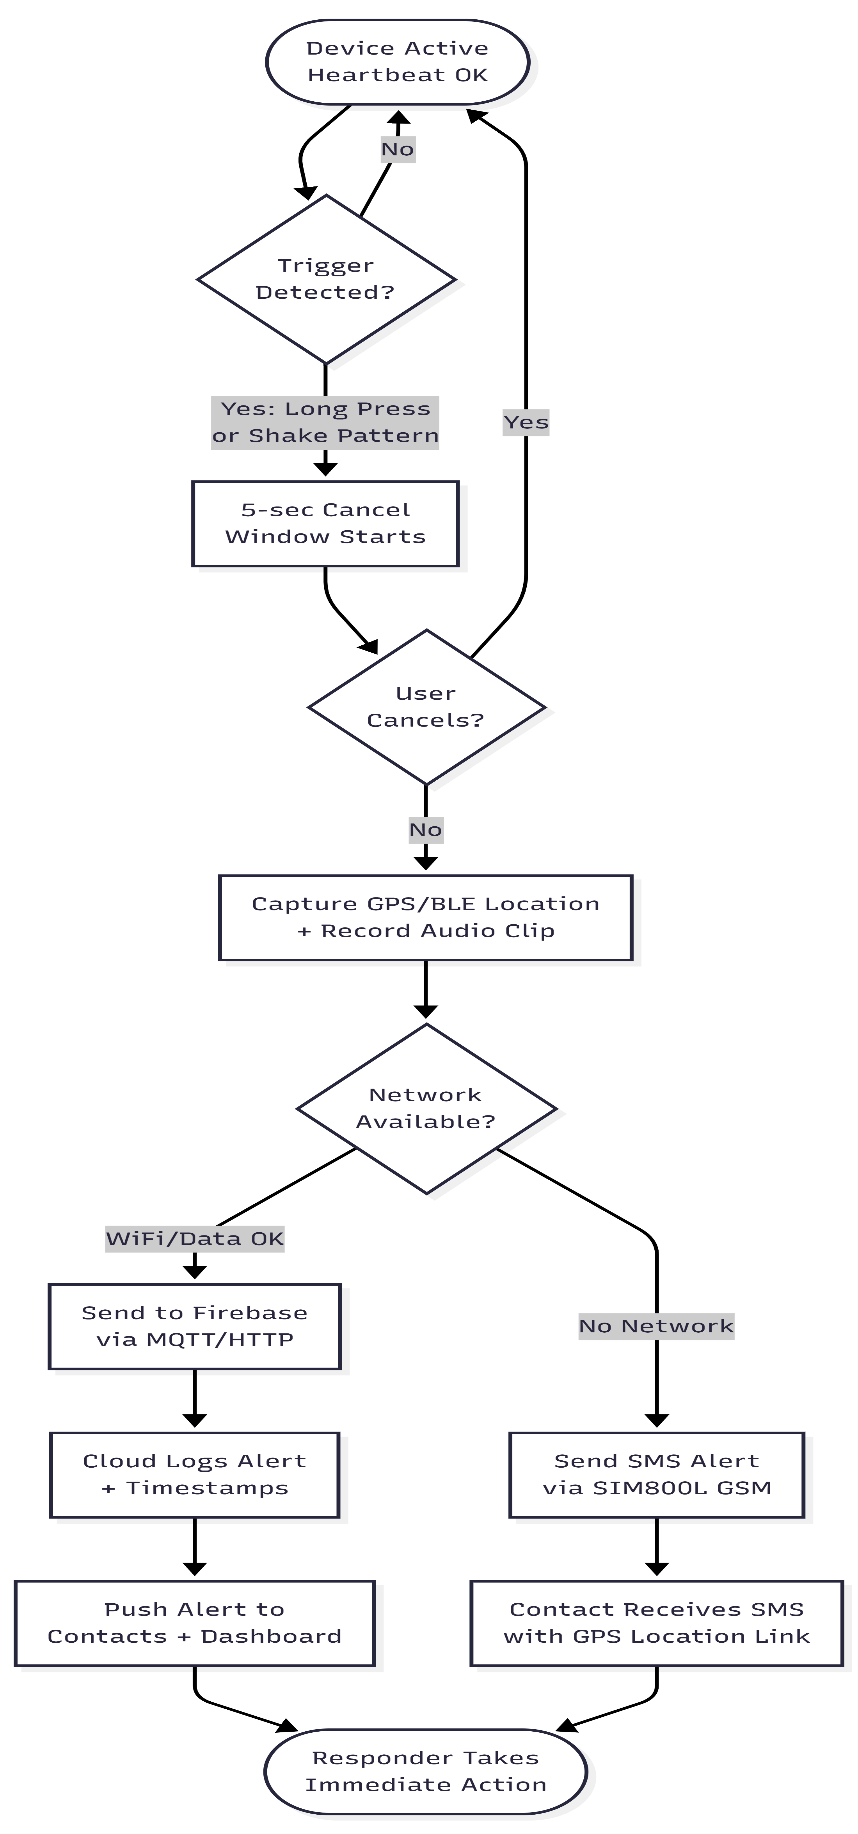 Device Active
Heartbeat OK
No
Trigger
Detected?
Yes: Long Press
or Shake Pattern
Yes
5-sec Cancel
Window Starts
User
Cancels?
No
Capture GPS/BLE Location
+ Record Audio Clip
Network
Available?
WiFi/Data OK
Send to Firebase
via MQTT/HTTP
No Network
Cloud Logs Alert
+ Timestamps
Send SMS Alert
via SIM800L GSM
Push Alert to
Contacts + Dashboard
Contact Receives SMS
with GPS Location Link
Responder Takes
Immediate Action